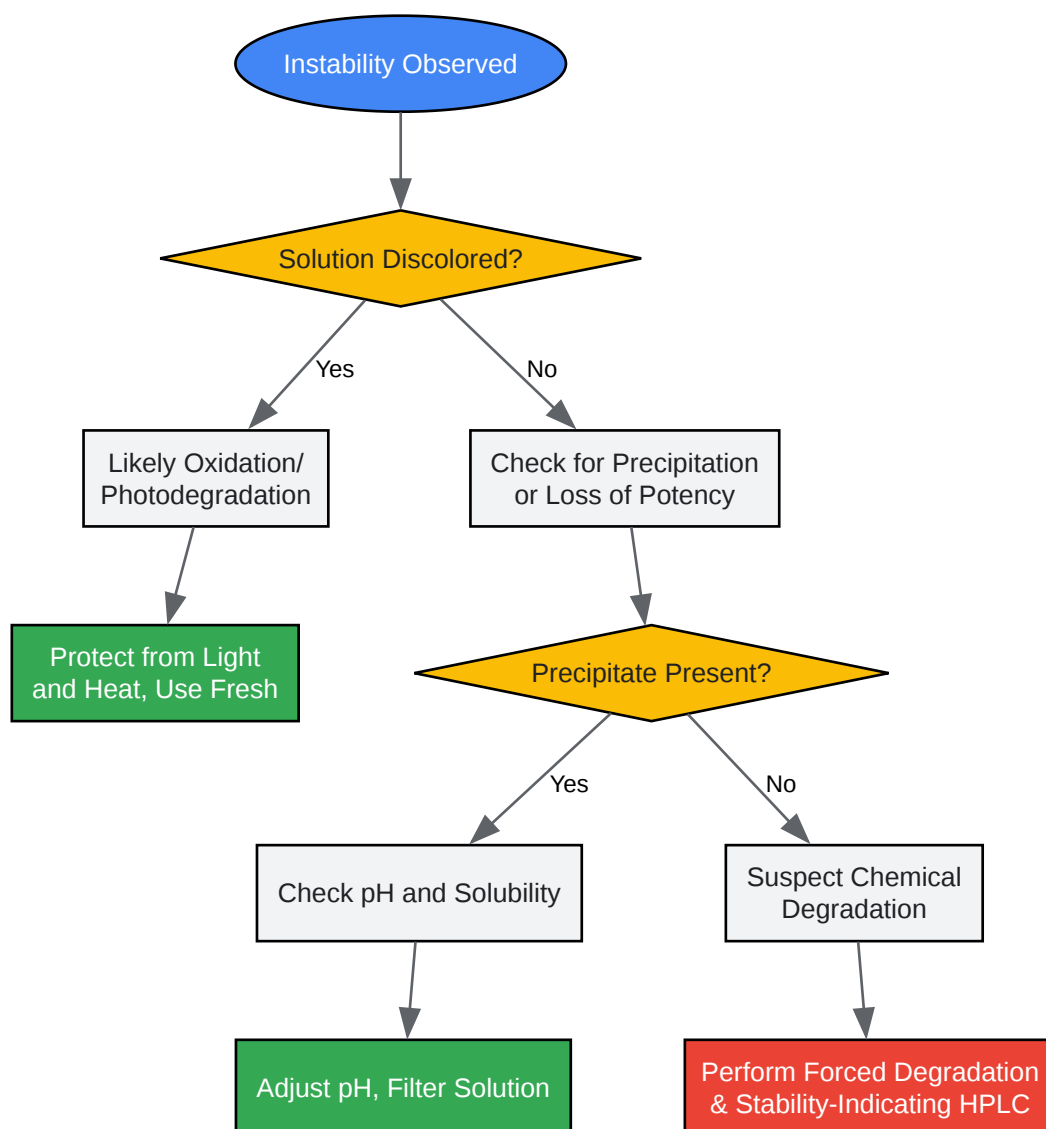 Instability Observed
Solution Discolored?
Yes
No
Likely Oxidation/
Photodegradation
Check for Precipitation
or Loss of Potency
Protect from Light
and Heat, Use Fresh
Precipitate Present?
Yes
No
Check pH and Solubility
Suspect Chemical
Degradation
Adjust pH, Filter Solution
Perform Forced Degradation
& Stability-Indicating HPLC